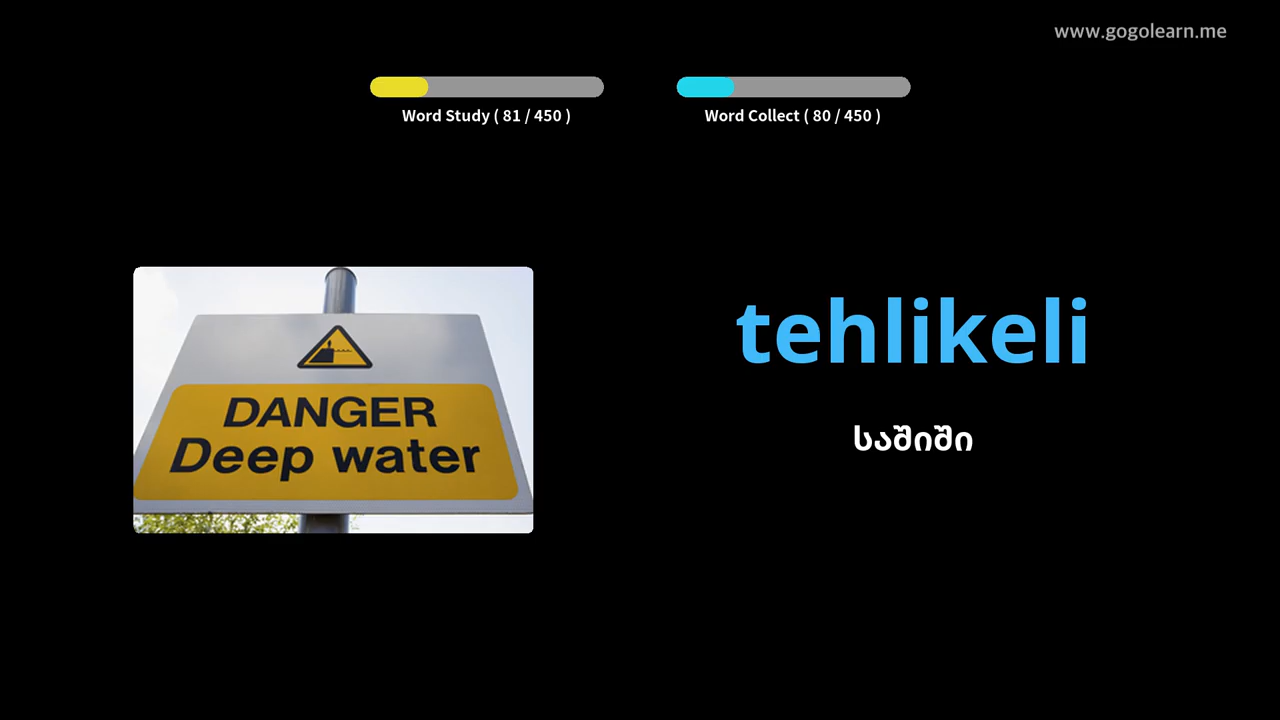 www.gogolearn.me
Word Study ( 81 / 450 )
Word Collect ( 80 / 450 )
DANGER
Deep water
tehlikeli
საშიში